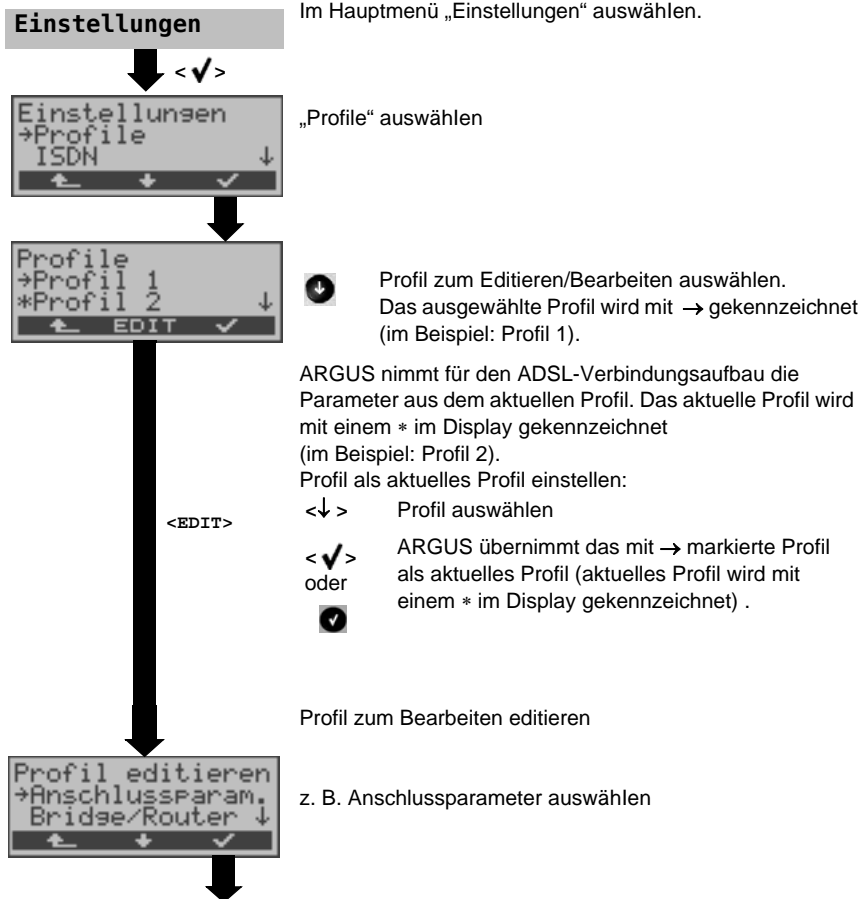 Einstellungen
Im Hauptmenü „Einstellungen“ auswählen.
<✓>
Einstellungen
→Profile
ISDN ↓
„Profile“ auswählen
Profile
→Profil 1
*Profil 2 ↓
EDIT ✓
Profil zum Editieren/Bearbeiten auswählen.
Das ausgewählte Profil wird mit → gekennzeichnet
(im Beispiel: Profil 1).
ARGUS nimmt für den ADSL-Verbindungsaufbau die
Parameter aus dem aktuellen Profil. Das aktuelle Profil wird
mit einem * im Display gekennzeichnet
(im Beispiel: Profil 2).
Profil als aktuelles Profil einstellen:
<↓> Profil auswählen
<EDIT>
<✓>
oder
ARGUS übernimmt das mit → markierte Profil
als aktuelles Profil (aktuelles Profil wird mit
einem * im Display gekennzeichnet) .
Profil zum Bearbeiten editieren
Profil editieren
→Anschlussparam.
Bridge/Router ↓
z. B. Anschlussparameter auswählen